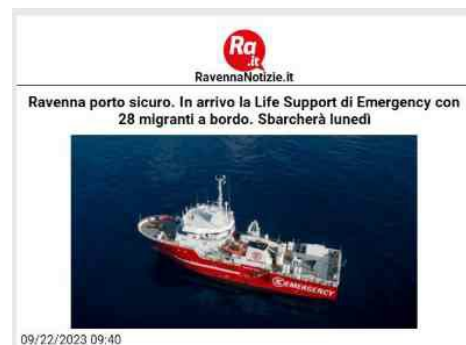 Ra
.it
RavennaNotizie.it
Ravenna porto sicuro. In arrivo la Life Support di Emergency con
28 migranti a bordo. Sbarcherà lunedì
EMERGENCY
09/22/2023 09:40